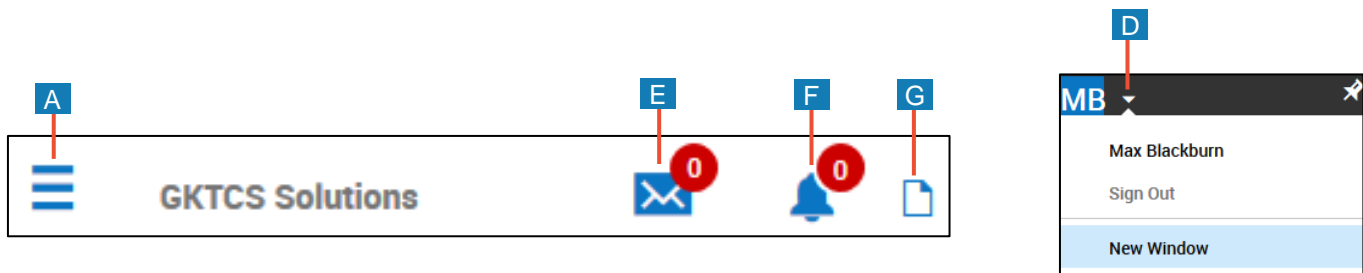 D
A
E
F
G
MB
0
0
GKTCS Solutions
Max Blackburn
Sign Out
New Window